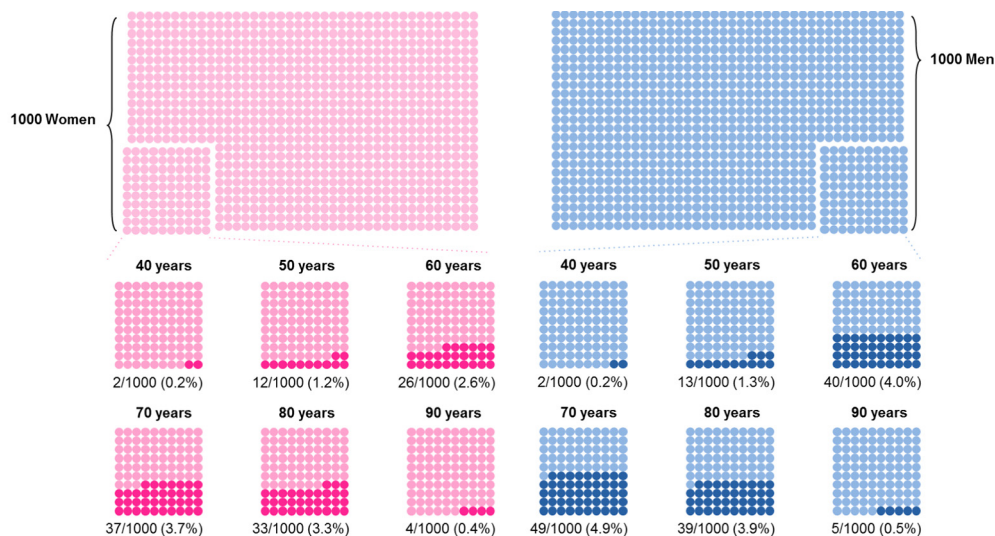 1000 Women
1000 Men
40 years
50 years
60 years
40 years
50 years
60 years
2/1000 (0.2%)
12/1000 (1.2%)
26/1000 (2.6%)
2/1000 (0.2%)
13/1000 (1.3%)
40/1000 (4.0%)
70 years
80 years
90 years
70 years
80 years
90 years
37/1000 (3.7%)
33/1000 (3.3%)
4/1000 (0.4%)
49/1000 (4.9%)
39/1000 (3.9%)
5/1000 (0.5%)